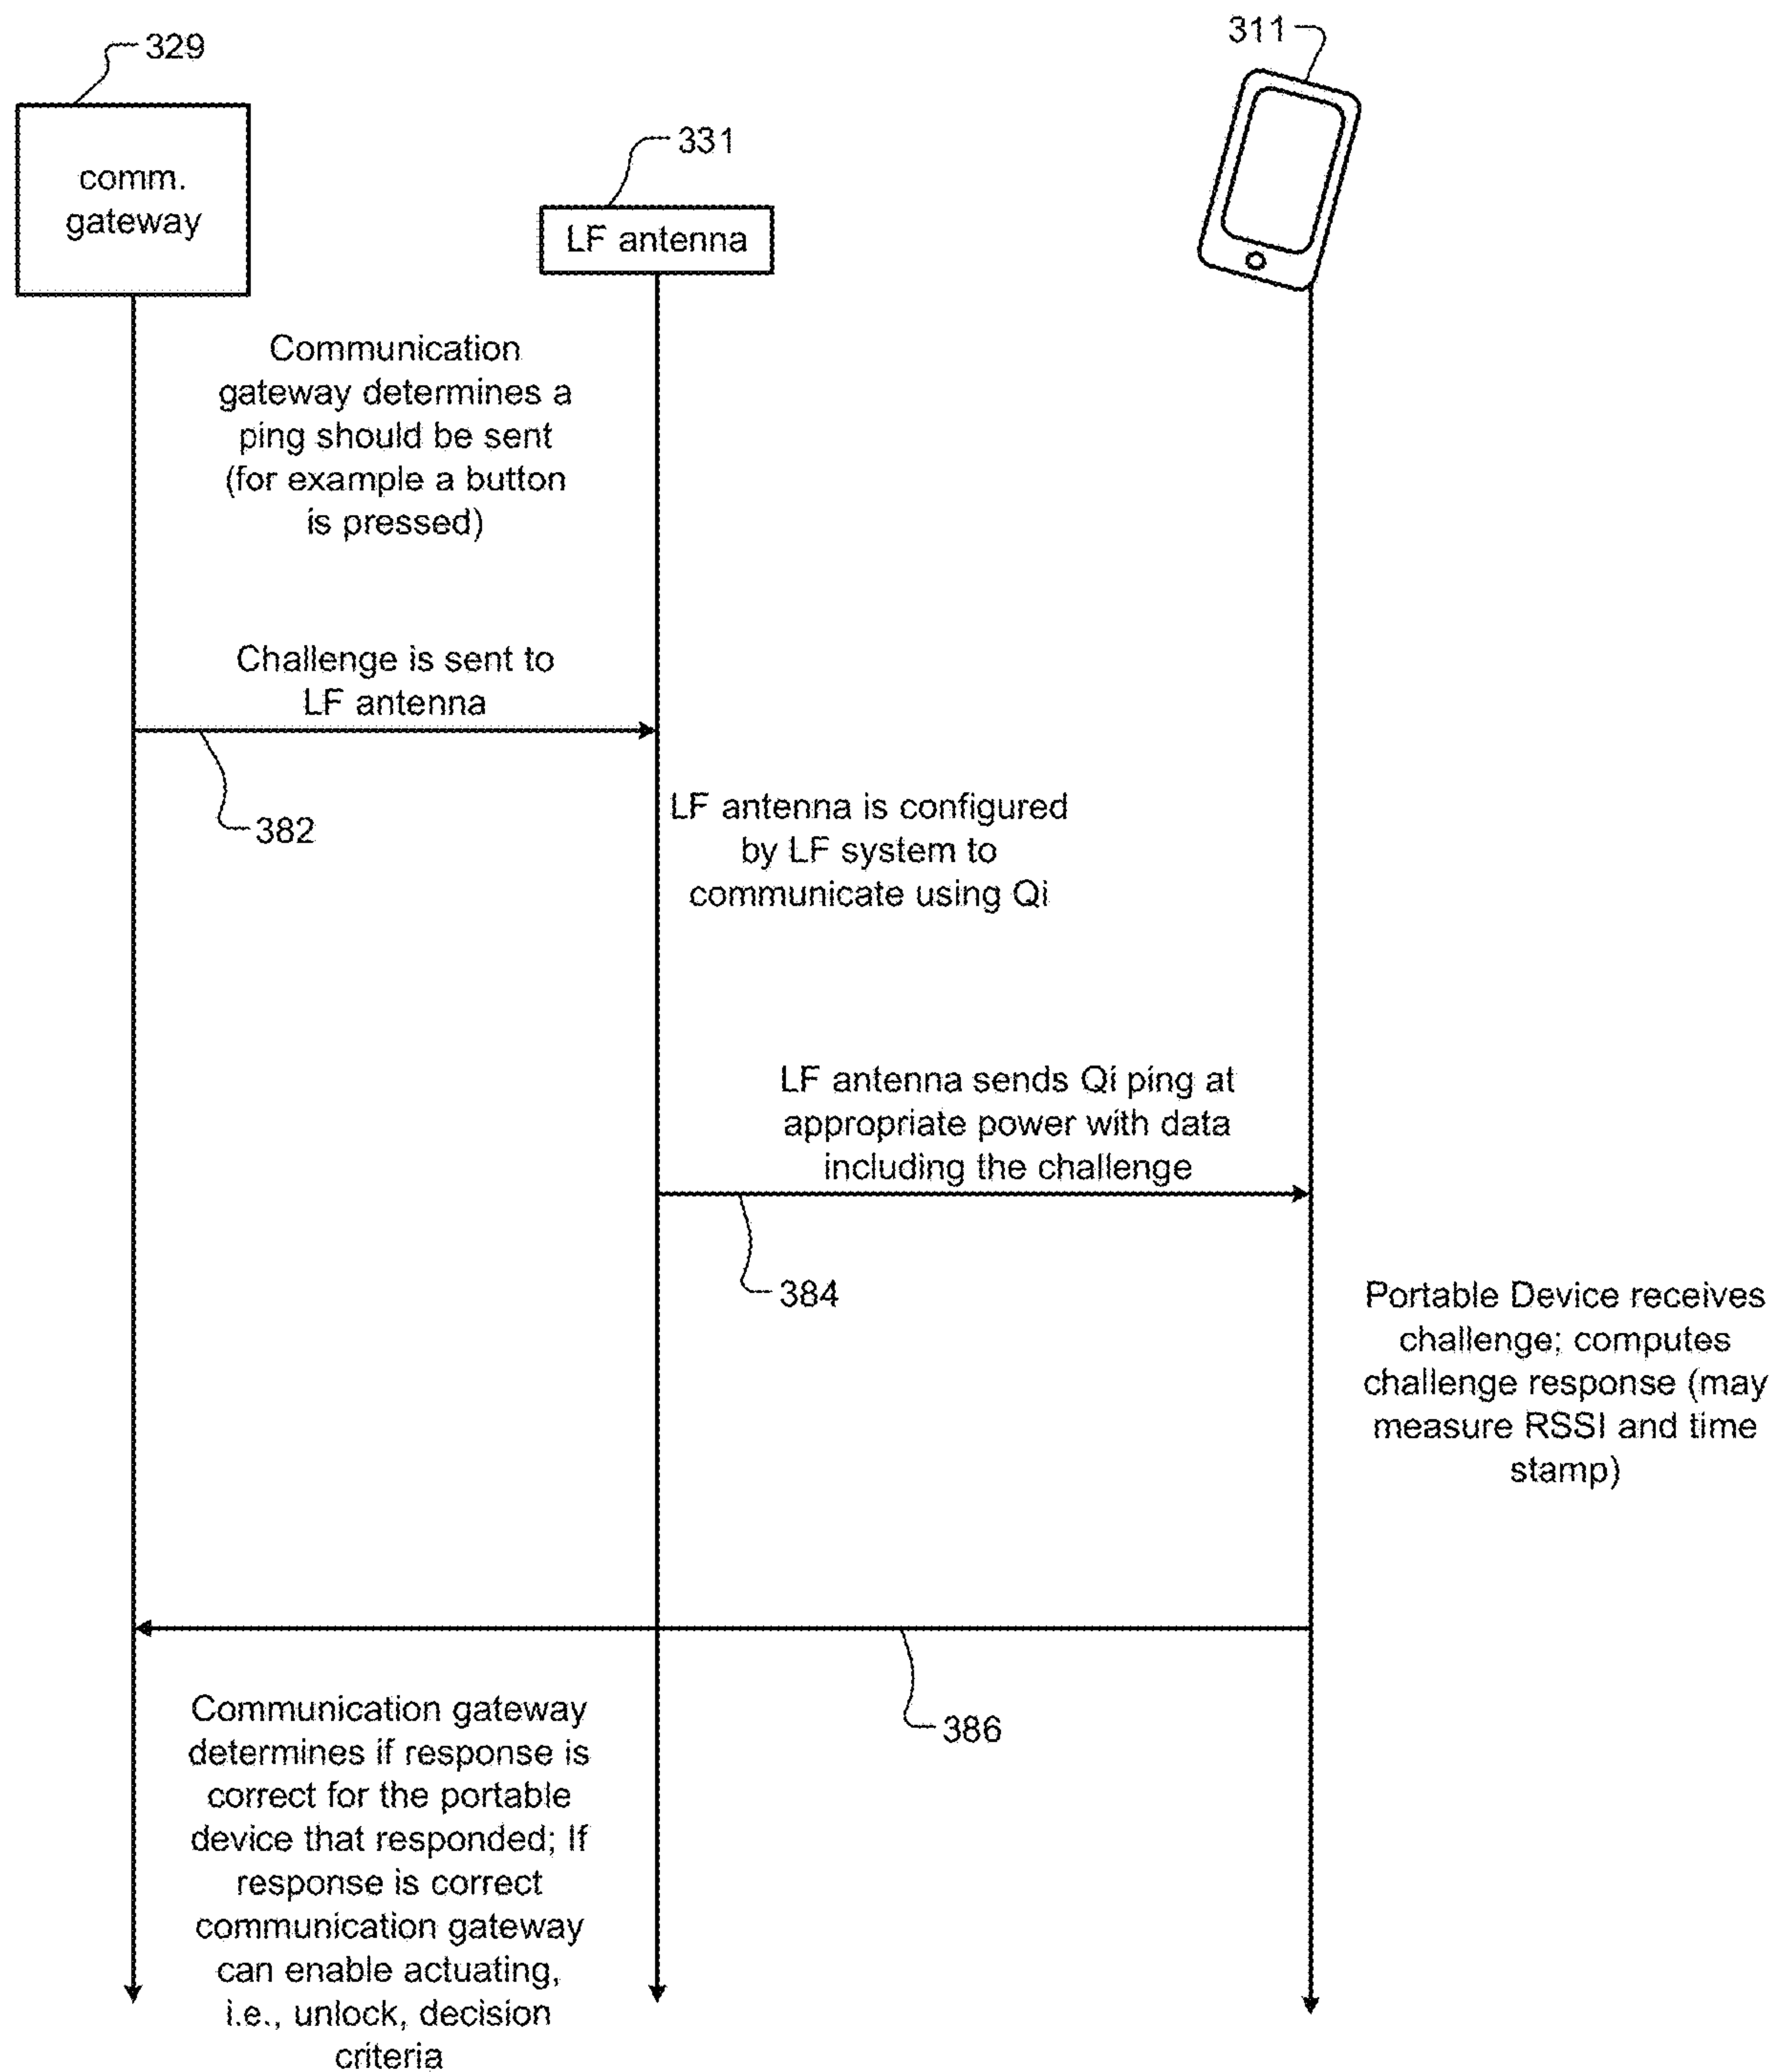 329
311
331
comm.
gateway
LF antenna
Communication
gateway determines a
ping should be sent
(for example a button
is pressed)
Challenge is sent to
LF antenna
382
LF antenna is configured
by LF system to
communicate using Qi
LF antenna sends Qi ping at
appropriate power with data
including the challenge
384
Portable Device receives
challenge; computes
challenge response (may
measure RSSI and time
stamp)
386
Communication gateway
determines if response is
correct for the portable
device that responded; If
response is correct
communication gateway
can enable actuating,
i.e., unlock, decision
criteria